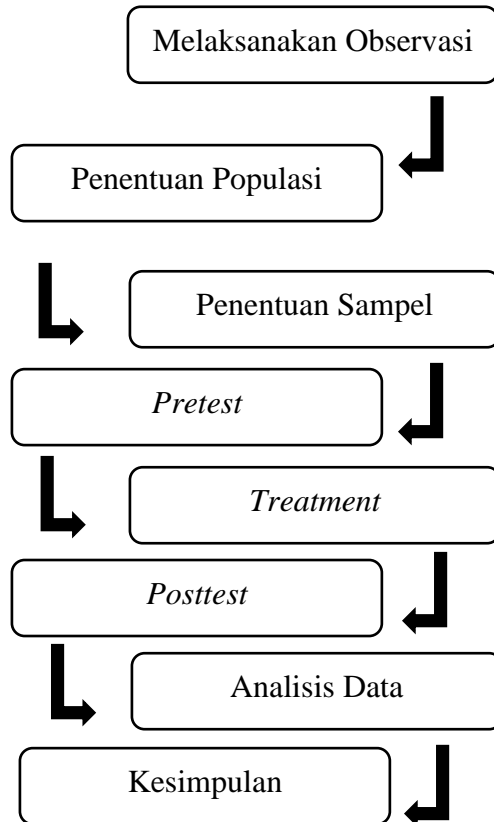 Melaksanakan Observasi
Penentuan Populasi
Penentuan Sampel
Pretest
Treatment
Posttest
Analisis Data
Kesimpulan